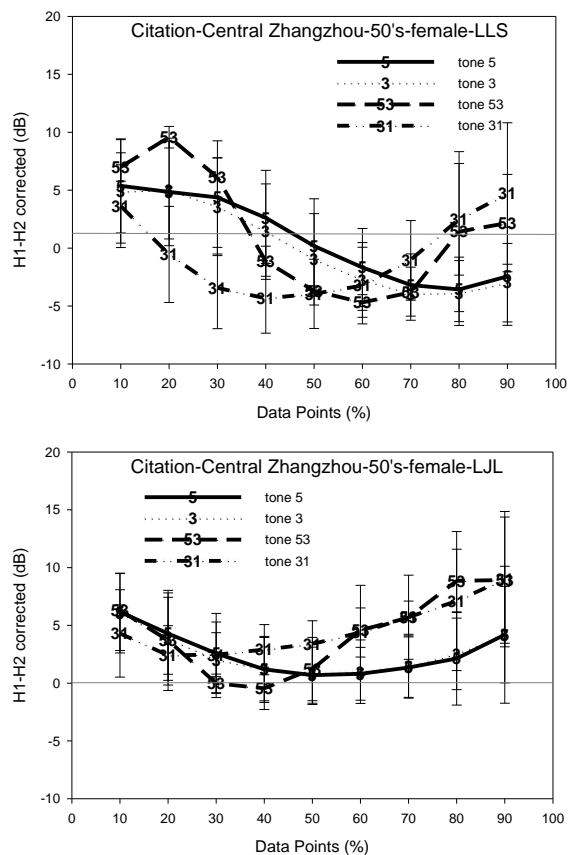 Citation-Central Zhangzhou-50's-female-LLS
5 tone 5
3 tone 3
53 tone 53
31 tone 31
H1-H2 corrected (dB)
20
15
10
5
0
-5
-10
0 10 20 30 40 50 60 70 80 90 100
Data Points (%)
Citation-Central Zhangzhou-50's-female-LJL
5 tone 5
3 tone 3
53 tone 53
31 tone 31
H1-H2 corrected (dB)
20
15
10
5
0
-5
-10
0 10 20 30 40 50 60 70 80 90 100
Data Points (%)